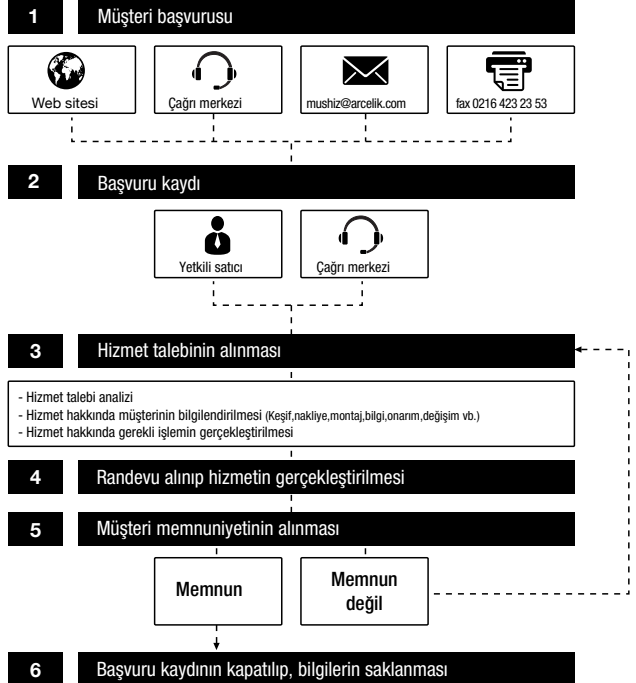 1 Müşteri başvurusu
Web sitesi
Çağrı merkezi
mushiz@arcelik.com
fax 0216 423 23 53
2 Başvuru kaydı
Yetkili satıcı
Çağrı merkezi
3 Hizmet talebinin alınması
- Hizmet talebi analizi
- Hizmet hakkında müşterinin bilgilendirilmesi (Keşif,nakliye,montaj,bilgi,onarım,değişim vb.)
- Hizmet hakkında gerekli işlemin gerçekleştirilmesi
4 Randevu alınıp hizmetin gerçekleştirilmesi
5 Müşteri memnuniyetinin alınması
Memnun
Memnun
değil
6 Başvuru kaydının kapatılıp, bilgilerin saklanması